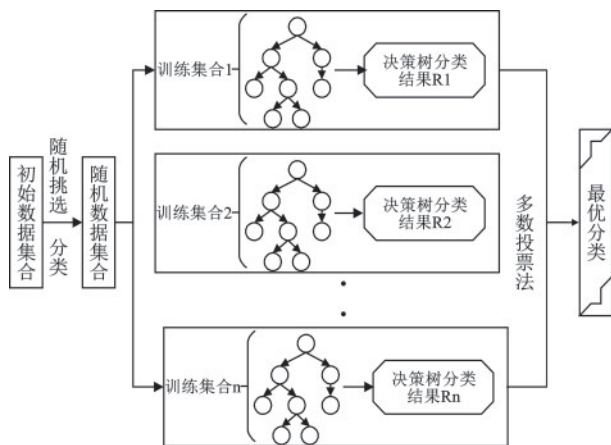 初始数据集合
随机挑选 分类
随机数据集合
训练集合1
决策树分类
结果R1
训练集合2
决策树分类
结果R2
训练集合n
决策树分类
结果Rn
多数投票法
最优分类